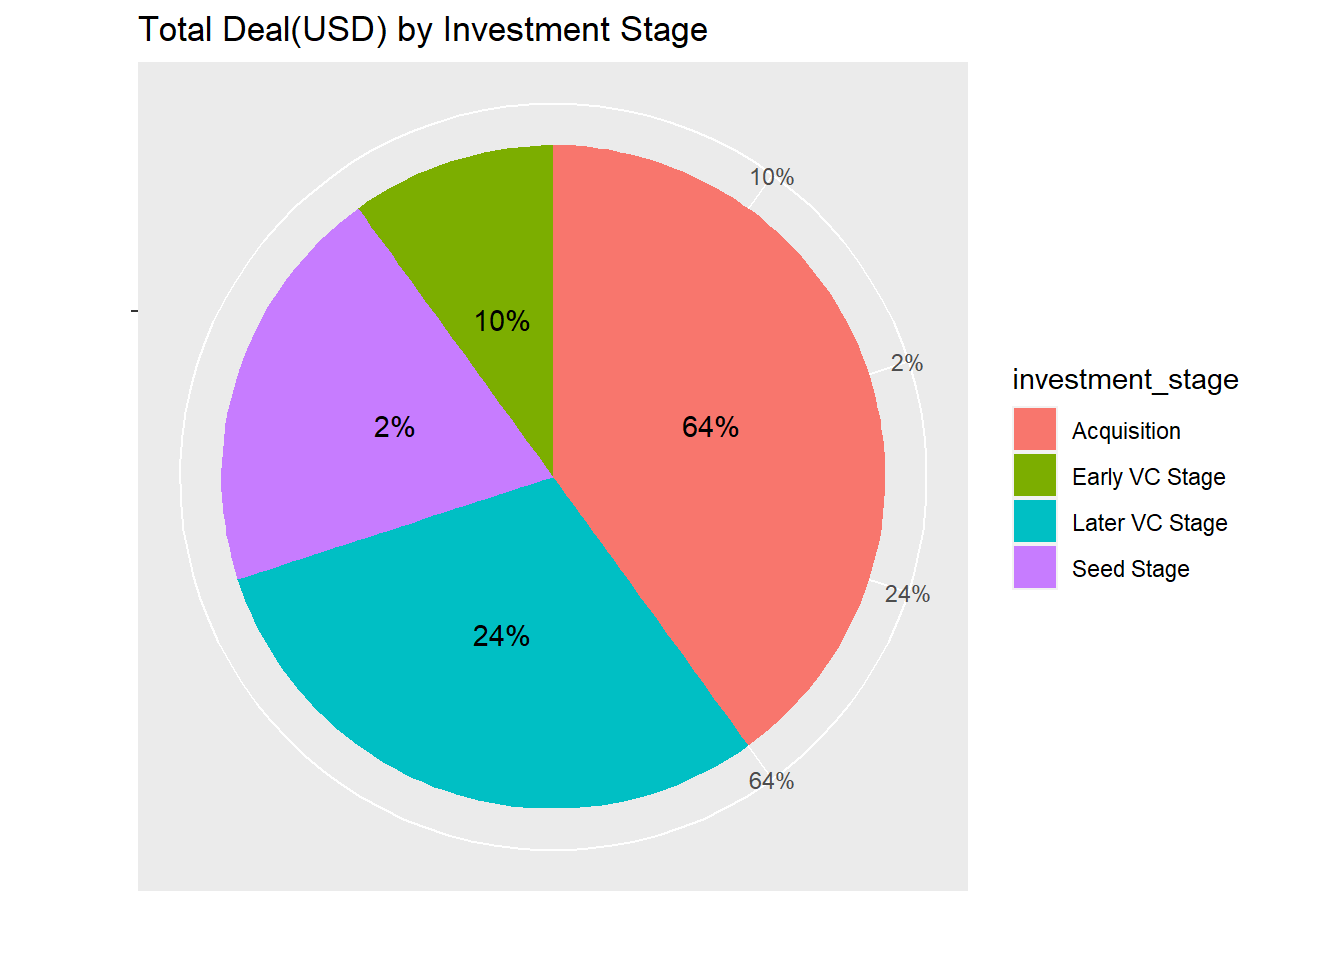 Total Deal(USD) by Investment Stage
10%
10%
2%
2%
64%
24%
24%
64%
investment_stage
Acquisition
Early VC Stage
Later VC Stage
Seed Stage